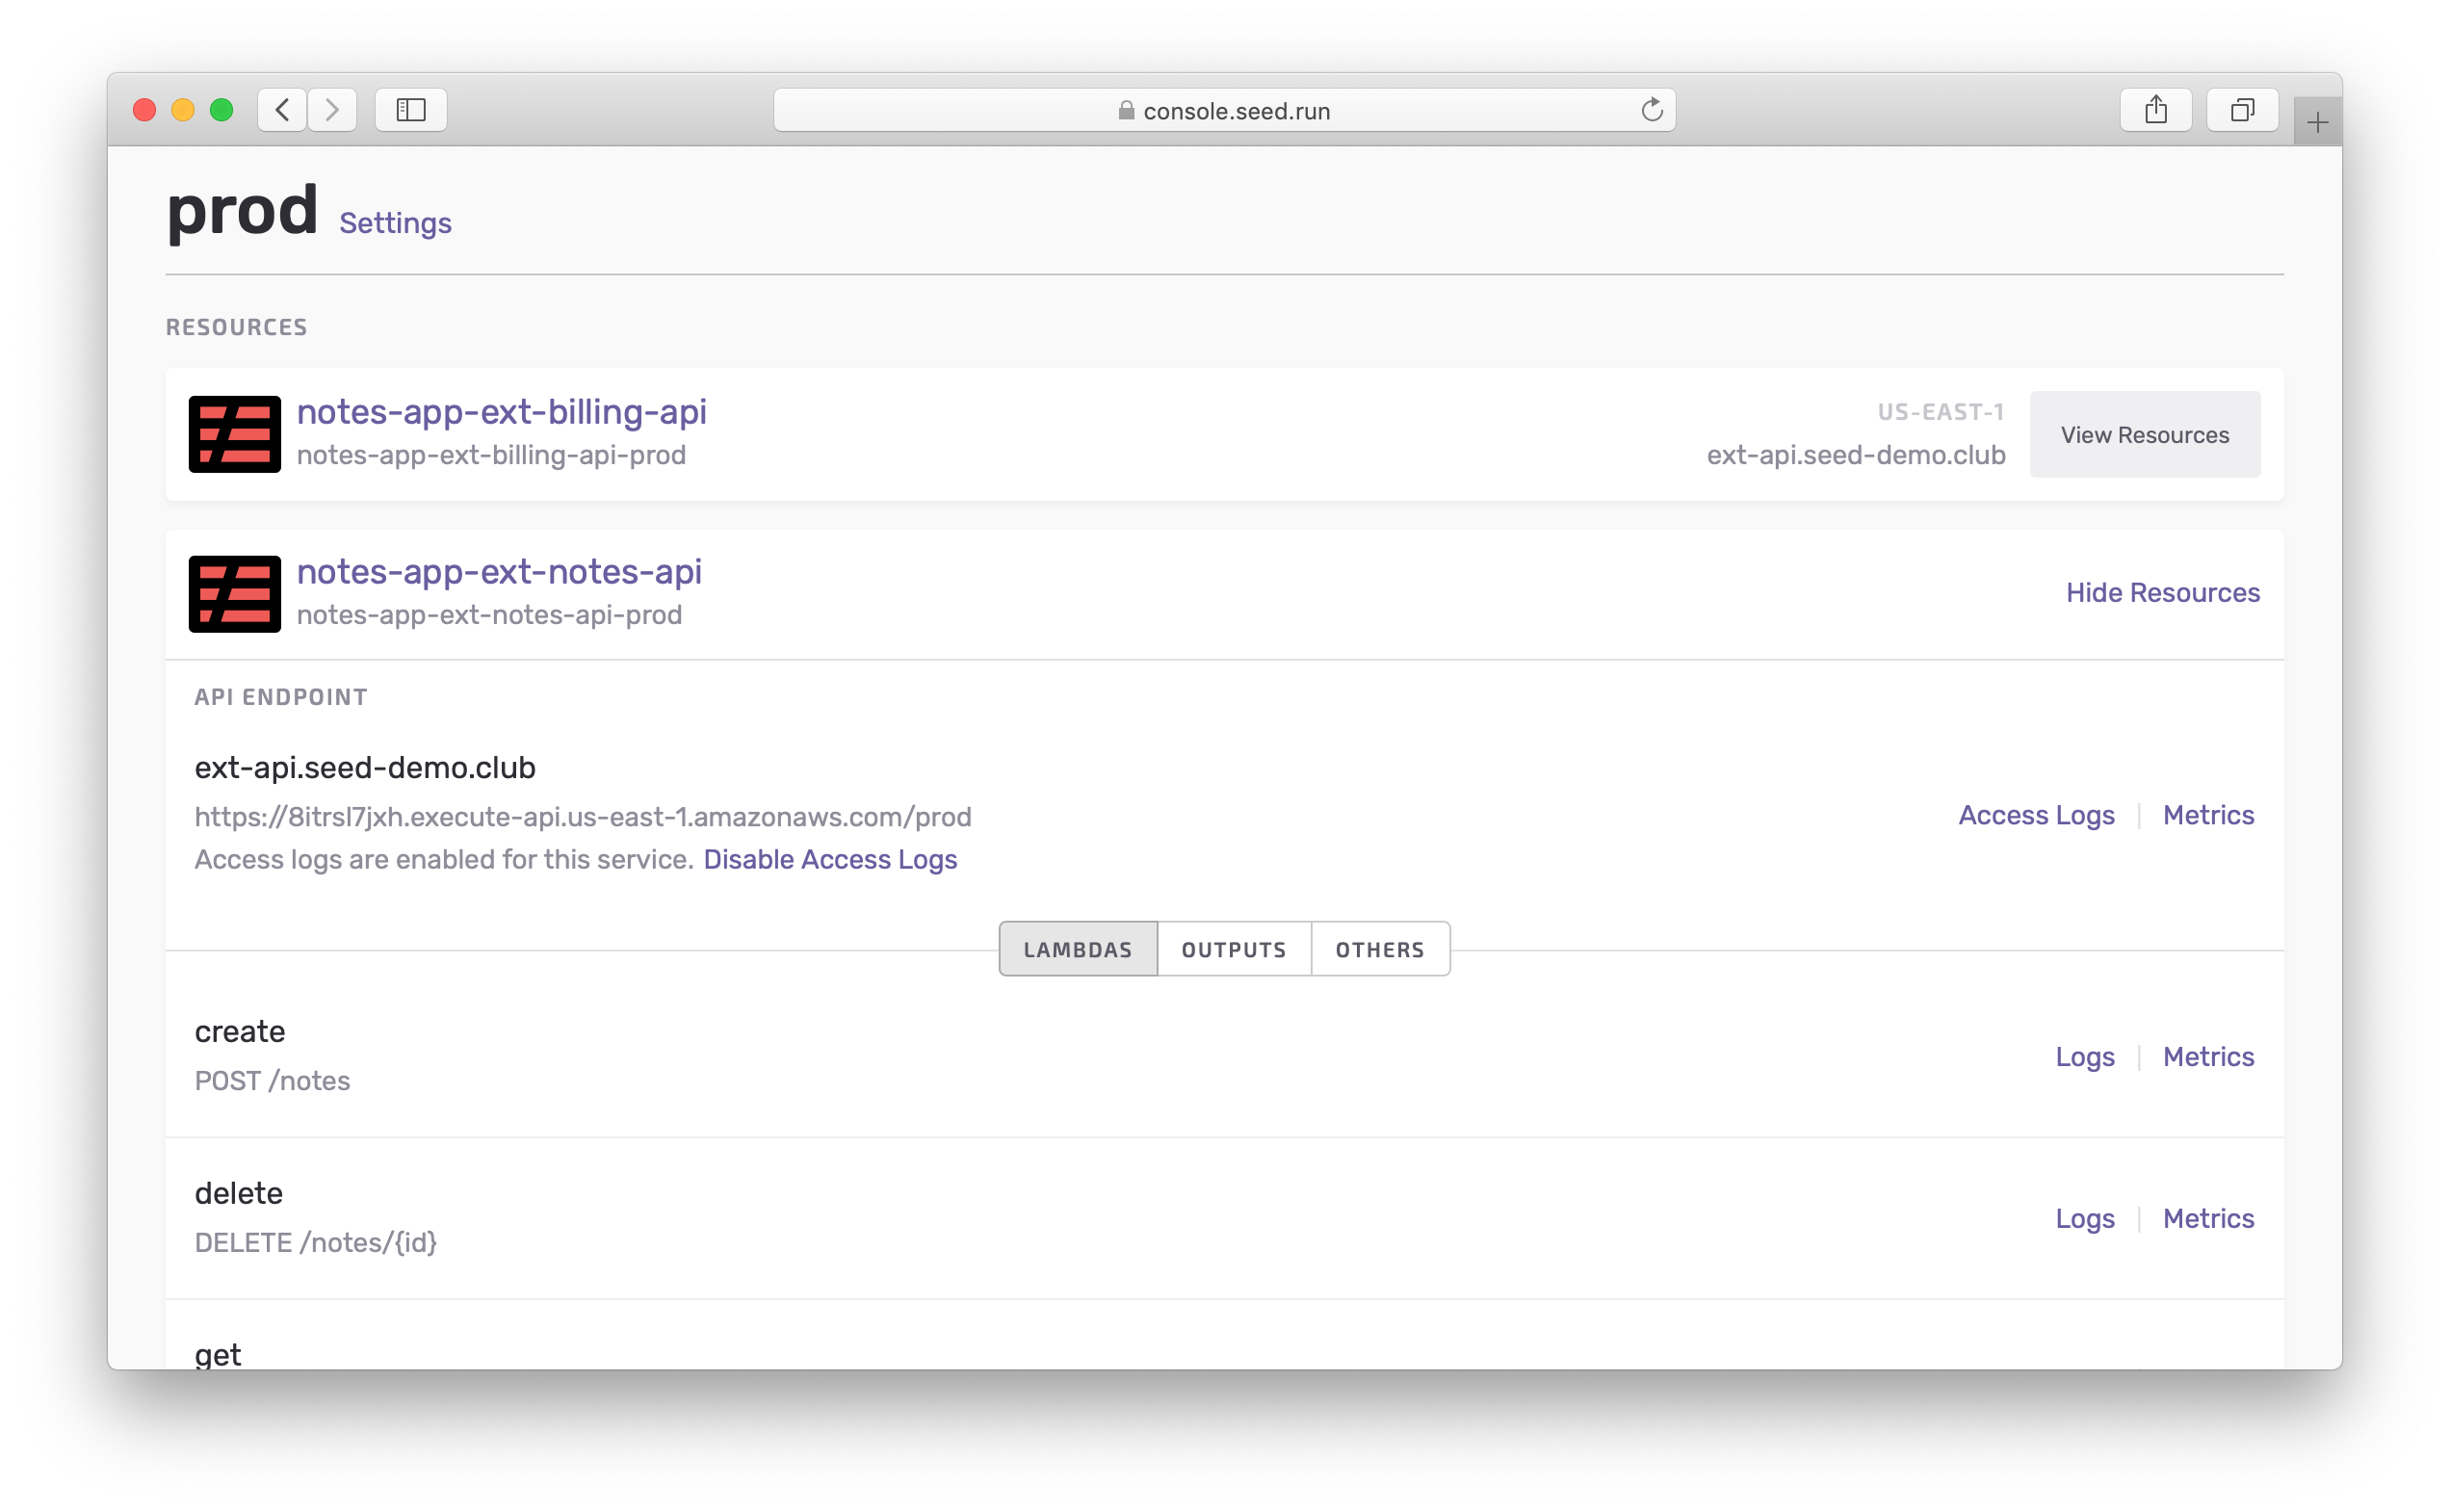 console.seed.run
prod Settings
RESOURCES
notes-app-ext-billing-api
notes-app-ext-billing-api-prod
US-EAST-1
ext-api.seed-demo.club
View Resources
notes-app-ext-notes-api
notes-app-ext-notes-api-prod
Hide Resources
API ENDPOINT
ext-api.seed-demo.club
https://8itrsl7jxh.execute-api.us-east-1.amazonaws.com/prod
Access logs are enabled for this service. Disable Access Logs
Access Logs | Metrics
LAMBDAS OUTPUTS OTHERS
create
POST /notes
Logs | Metrics
delete
DELETE /notes/{id}
Logs | Metrics
get